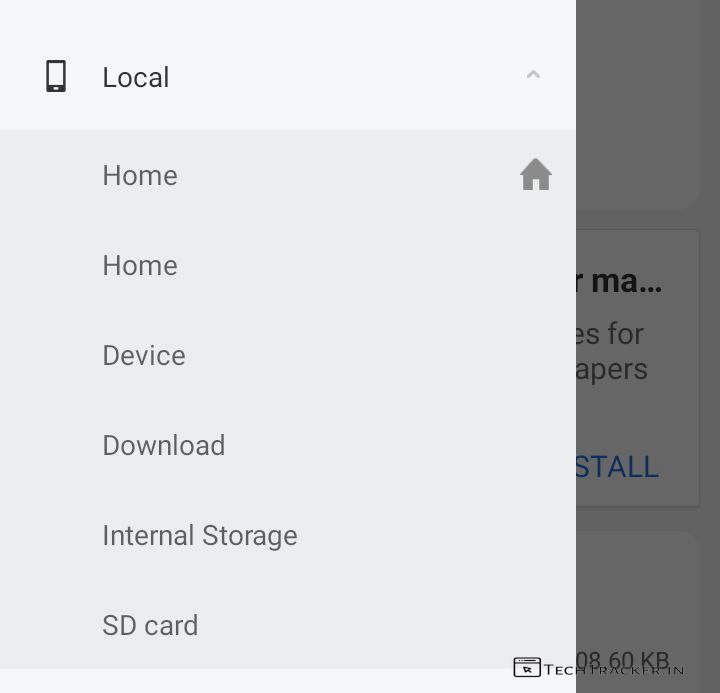 Local
Home
Home
Device
Download
Internal Storage
SD card
r ma...
es for
apers
STALL
08.60 KB
TECHTRACKER.IN